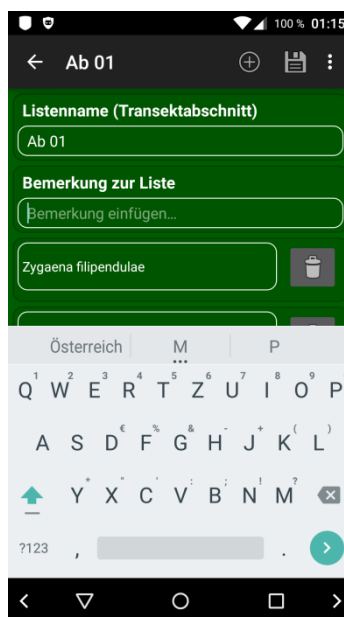 100 % 01:15
Ab 01
Listenname (Transektabschnitt)
Ab 01
Bemerkung zur Liste
Bemerkung einfügen...
Zygaena filipendulae
Österreich M P
1 2 3 4 5 6 7 8 9
Q W E R T Z U I O P
€ % & - + ( )
A S D F G H J K L
* " ' : ; ! ?
Y X C V B N M
?123 , .